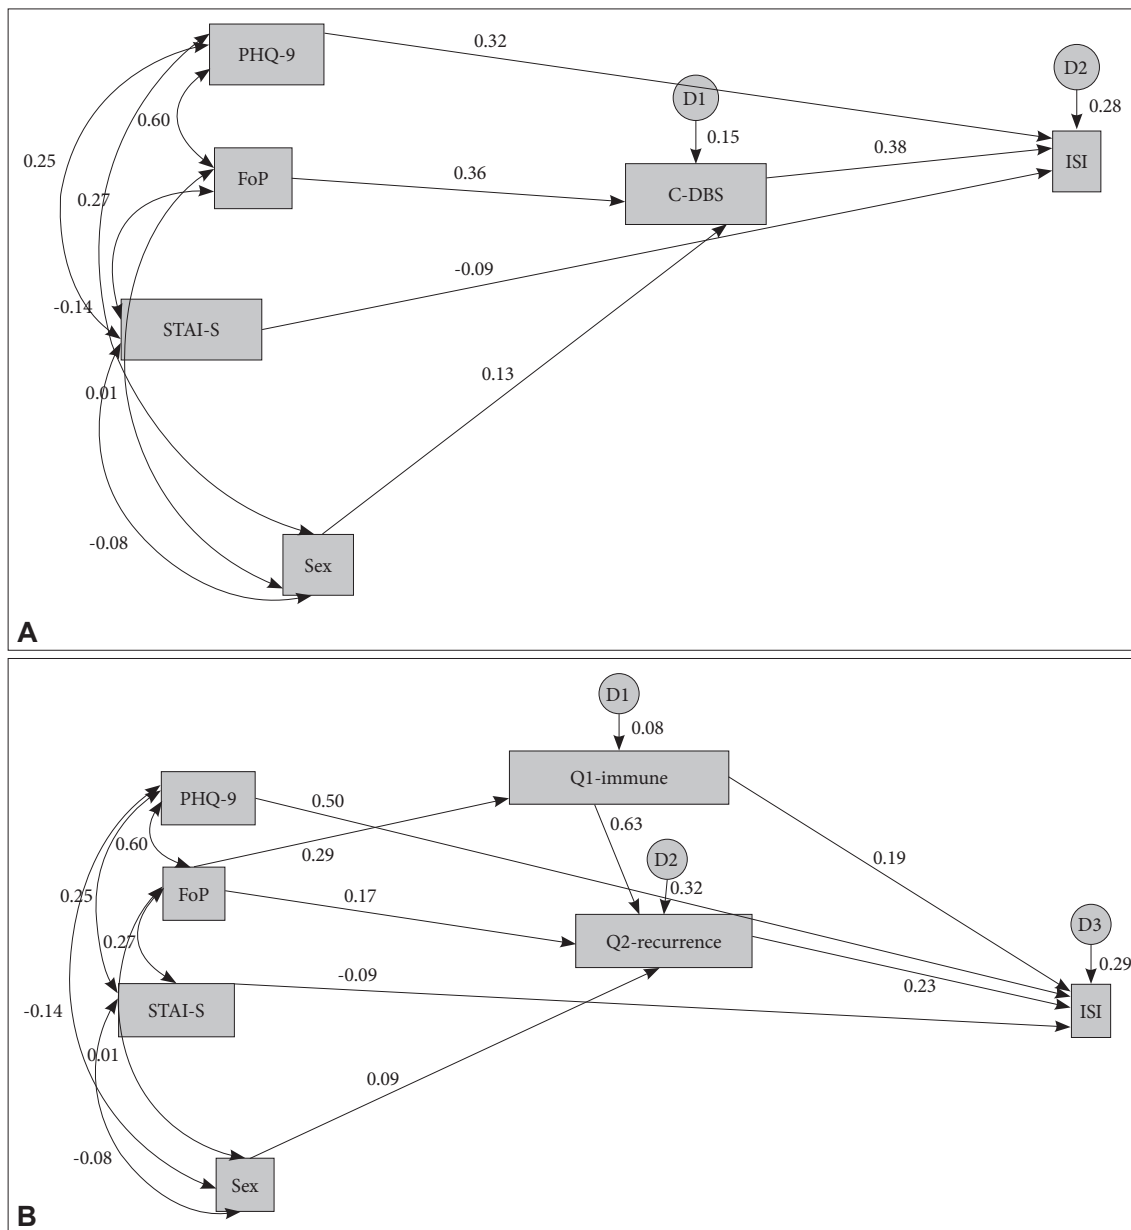 PHQ-9
0.32
D2
D1
0.28
0.60
0.15
0.25
FoP
0.36
C-DBS
0.38
ISI
0.27
-0.09
-0.14
STAI-S
0.13
0.01
-0.08
Sex
A
D1
0.08
Q1-immune
PHQ-9
0.50
0.63
0.60
0.29
D2
0.19
0.25
FoP
0.17
0.32
D3
0.27
Q2-recurrence
0.29
-0.09
0.23
-0.14
STAI-S
ISI
0.01
0.09
-0.08
Sex
B